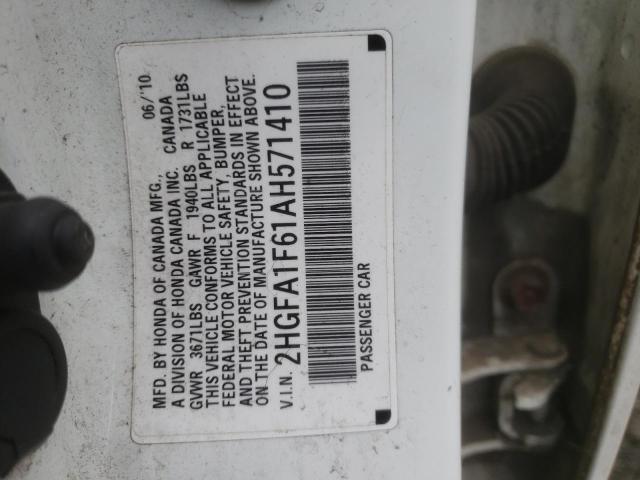 MFD. BY HONDA OF CANADA MFG., 06/'10
A DIVISION OF HONDA CANADA INC. CANADA
GVWR 3671LBS GAWR F 1940LBS R 1731LBS
THIS VEHICLE CONFORMS TO ALL APPLICABLE
FEDERAL MOTOR VEHICLE SAFETY, BUMPER,
AND THEFT PREVENTION STANDARDS IN EFFECT
ON THE DATE OF MANUFACTURE SHOWN ABOVE.
V.I.N. 2HGFA1F61AH571410
PASSENGER CAR